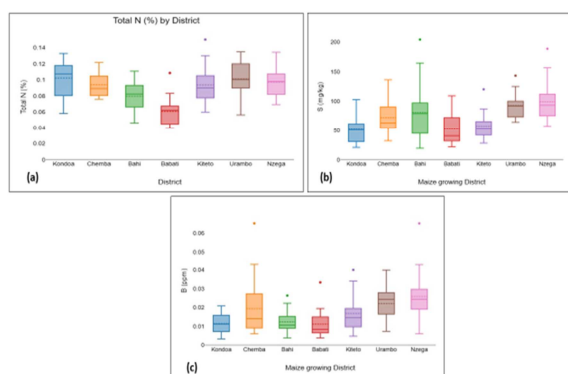 Total N (%) by District
Total N (%)
0.14
0.12
0.1
0.08
0.06
0.04
0.02
0
Kondoa Chemba Bahi Babati Kiteto Urambo Nzega
(a)
District
S (mg/kg)
200
150
100
50
0
Kondoa Chemba Bahi Babati Kiteto Urambo Nzega
(b)
Maize growing District
B (ppm)
0.06
0.05
0.04
0.03
0.02
0.01
0
Kondoa Chemba Bahi Babati Kiteto Urambo Nzega
(c)
Maize growing District